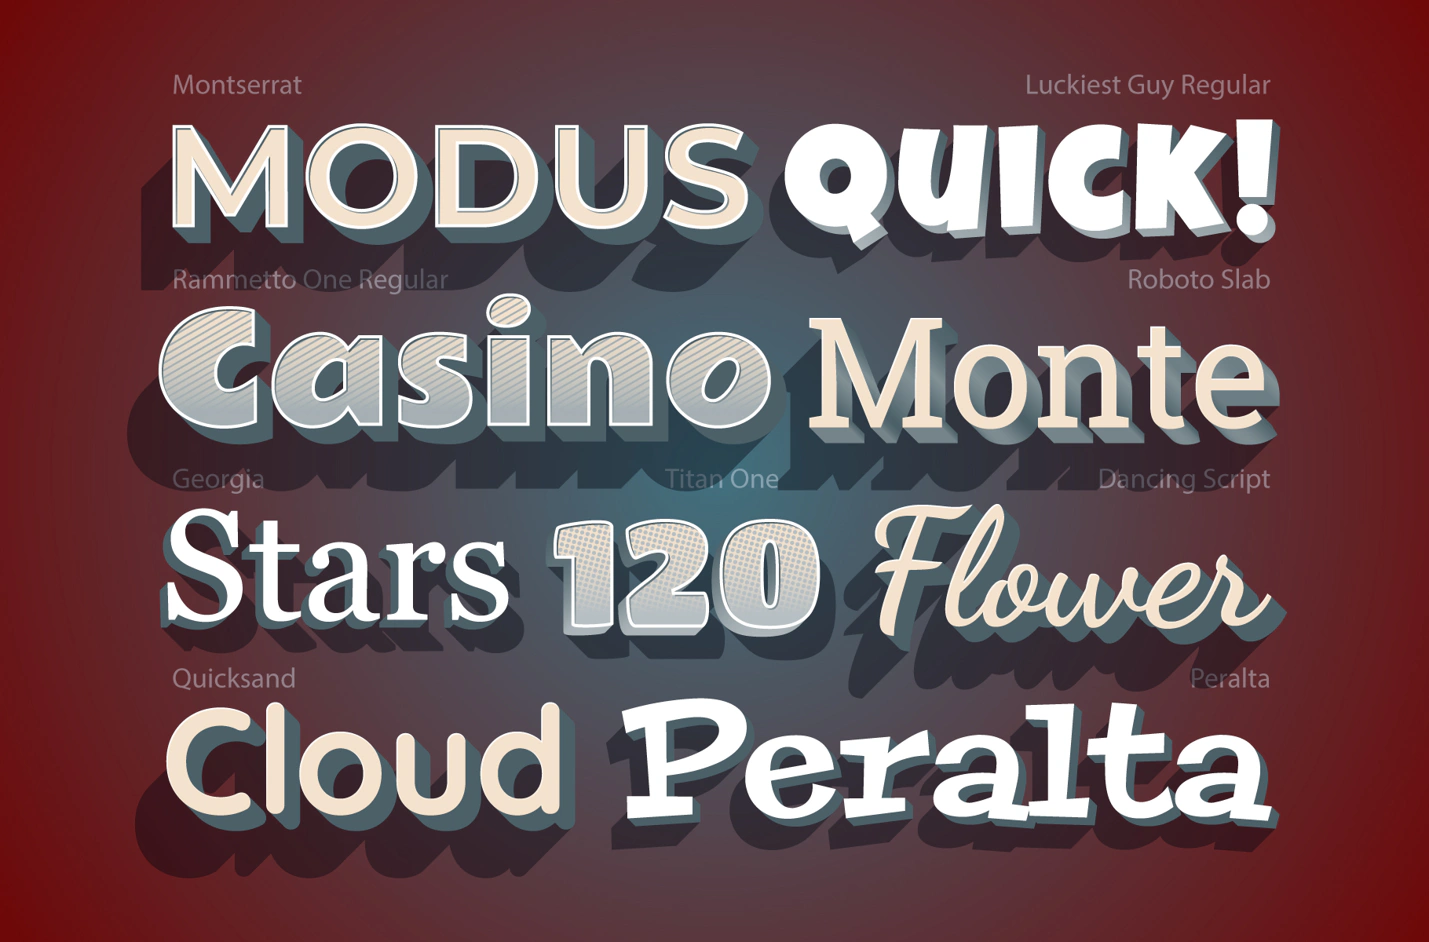 Montserrat Luckiest Guy Regular
MODUS QUICK!
Rammetto One Regular Roboto Slab
Casino Monte
Georgia Titan One Dancing Script
Stars 120 Flower
Quicksand Peralta
Cloud Peralta